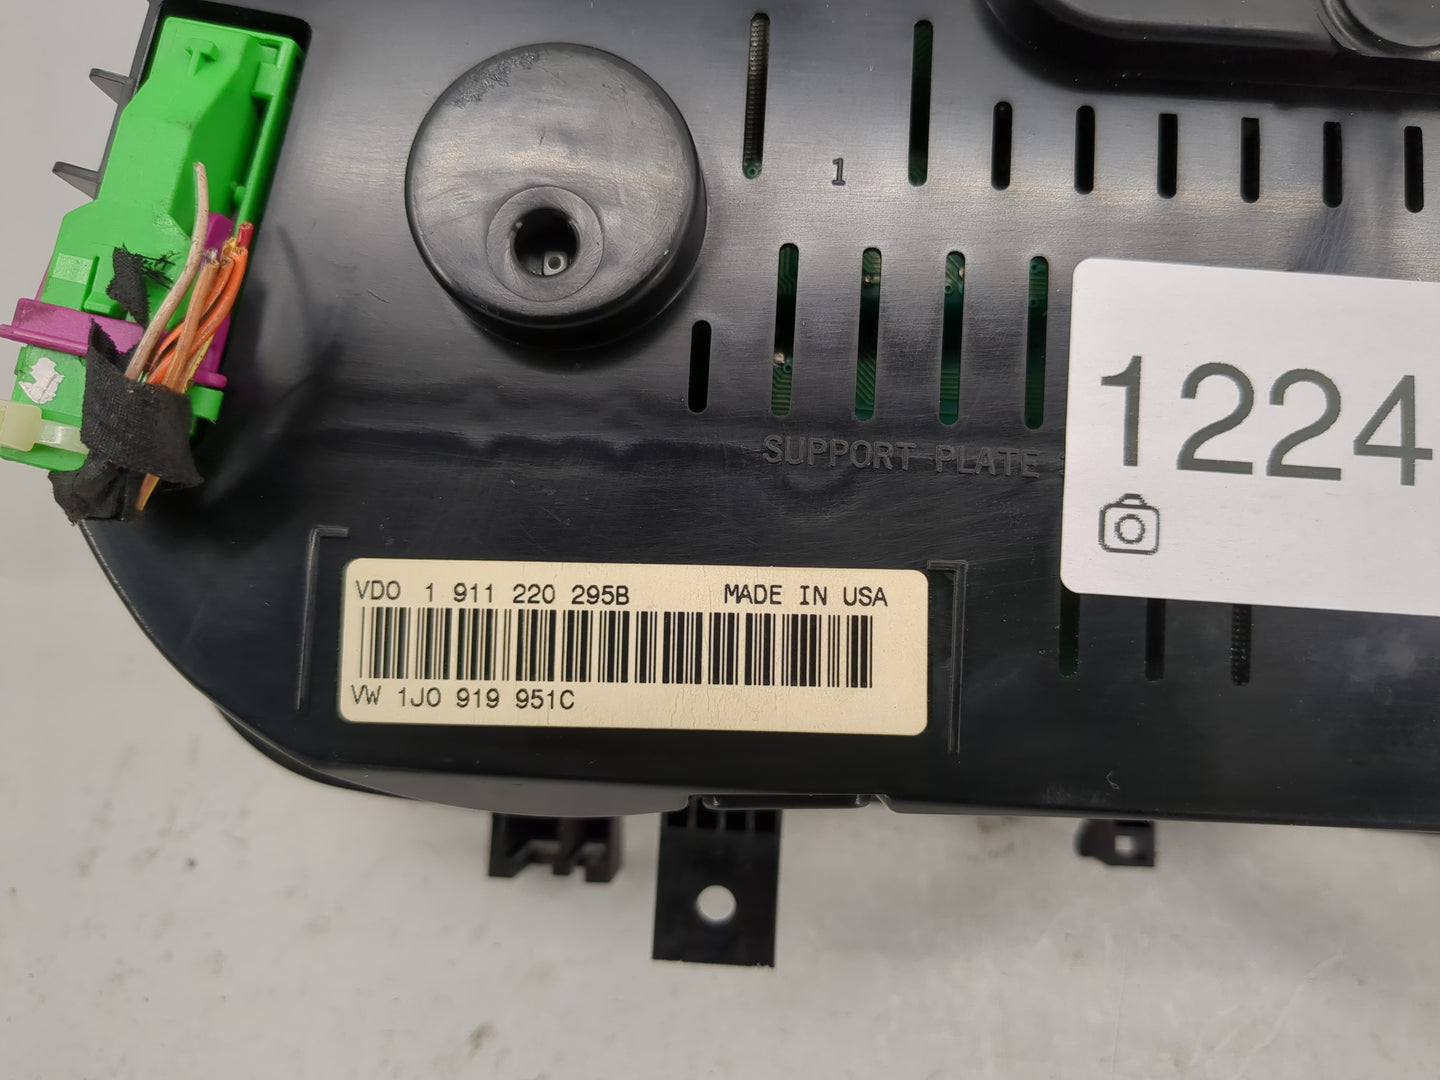 1
SUPPORT PLATE
1224
VDO 1 911 220 295B MADE IN USA
VW 1J0 919 951C